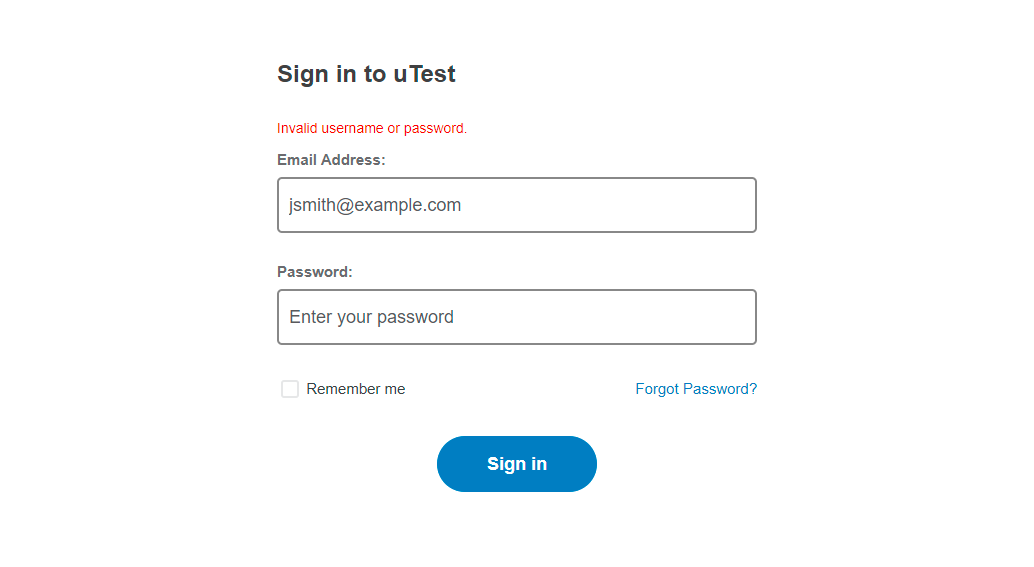 Sign in to uTest
Invalid username or password.
Email Address:
jsmith@example.com
Password:
Enter your password
Remember me
Forgot Password?
Sign in